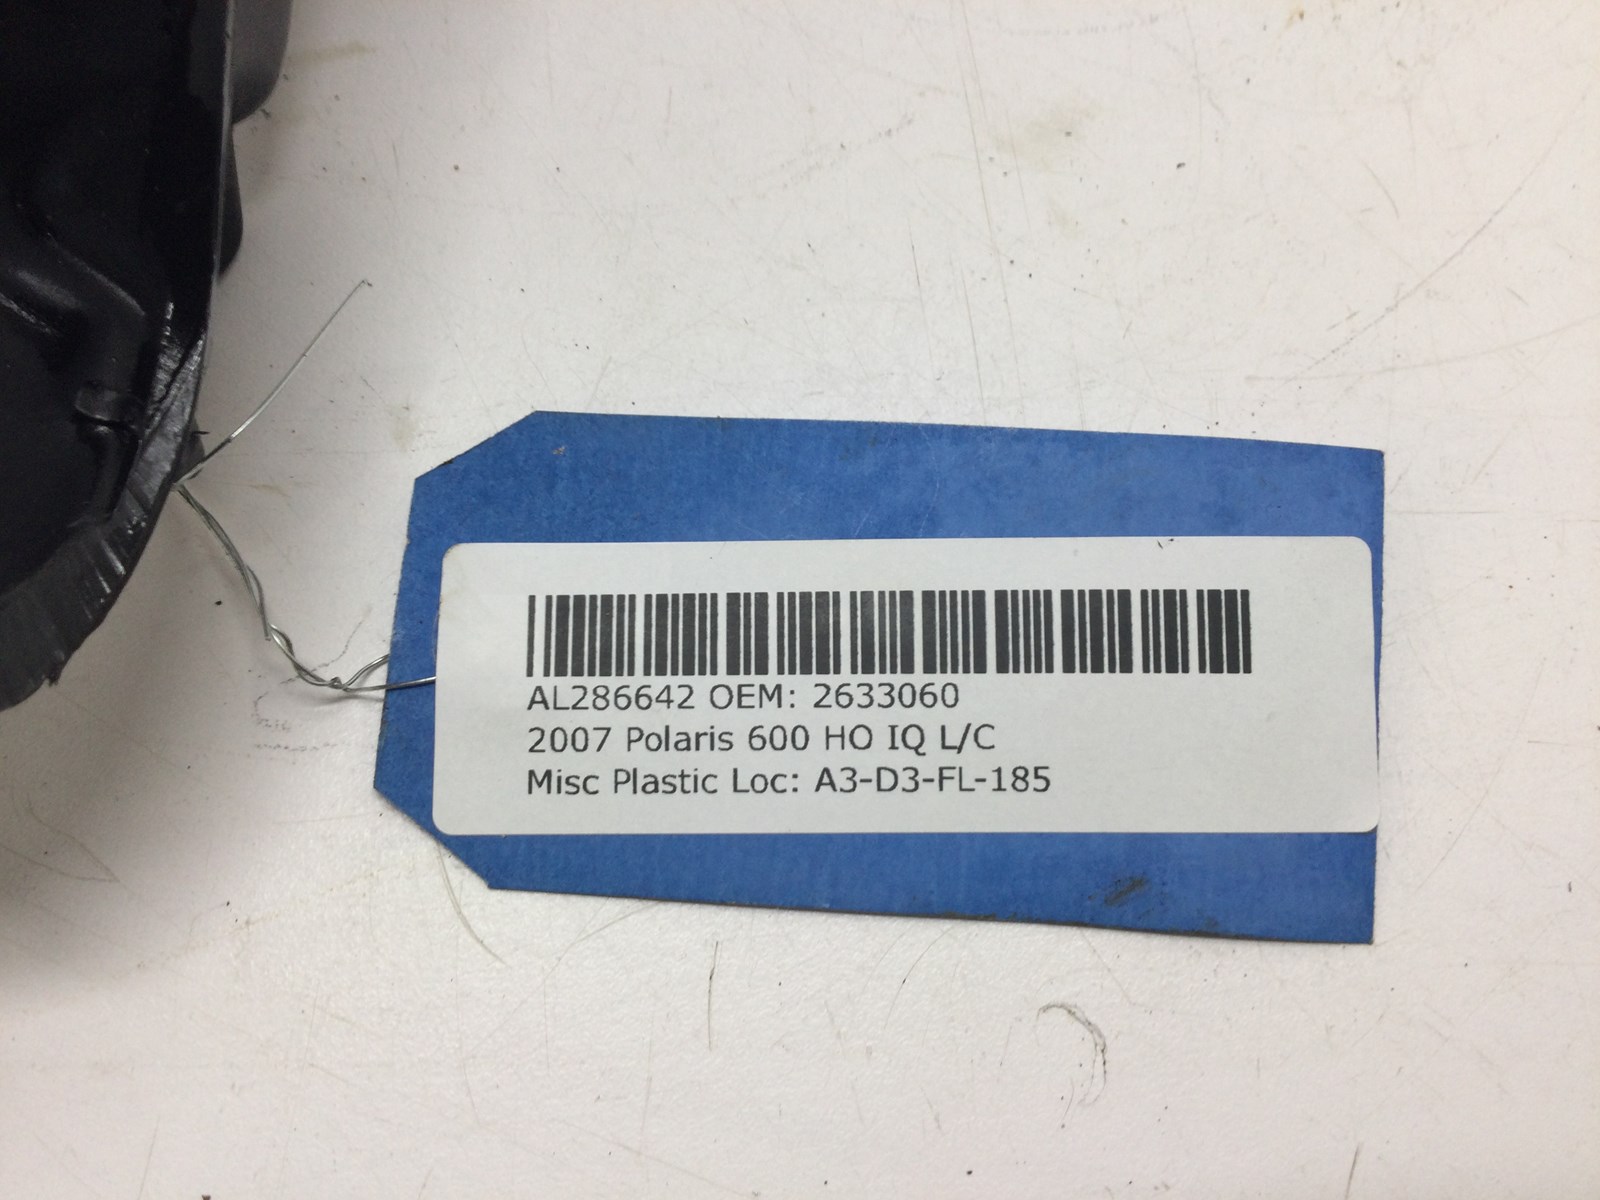 AL286642 OEM: 2633060
2007 Polaris 600 HO IQ L/C
Misc Plastic Loc: A3-D3-FL-185